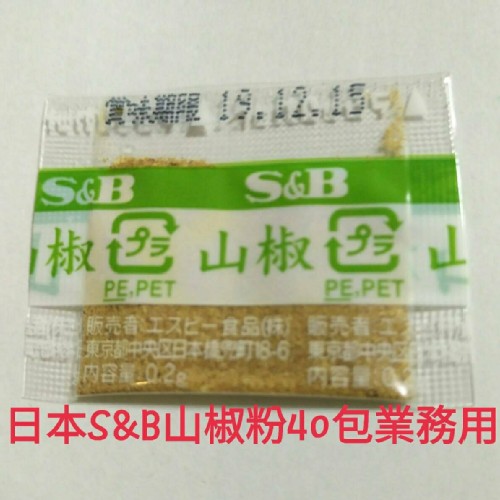 賞味期限 19.12.15
S&B S&B
山椒 プラ 山椒 プラ 山
PE,PET PE,PET
販売者 エスビー食品(株) 販売者 エ
東京都中央区日本橋兜町18-6 東京都中央区
内容量 0.2g 内容量 0.
日本S&B山椒粉40包業務用